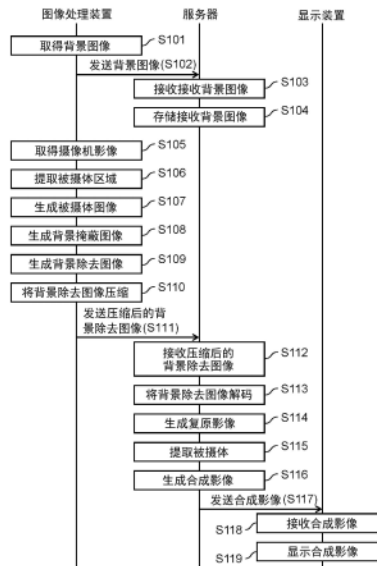 图像处理装置 服务器 显示装置
取得背景图像 S101
发送背景图像(S102)
接收接收背景图像 S103
存储接收背景图像 S104
取得摄像机影像 S105
提取被摄体区域 S106
生成被摄体图像 S107
生成背景掩蔽图像 S108
生成背景除去图像 S109
将背景除去图像压缩 S110
发送压缩后的背
景除去图像(S111)
接收压缩后的
背景除去图像 S112
将背景除去图像解码 S113
生成复原影像 S114
提取被摄体 S115
生成合成影像 S116
发送合成影像(S117)
S118 接收合成影像
S119 显示合成影像